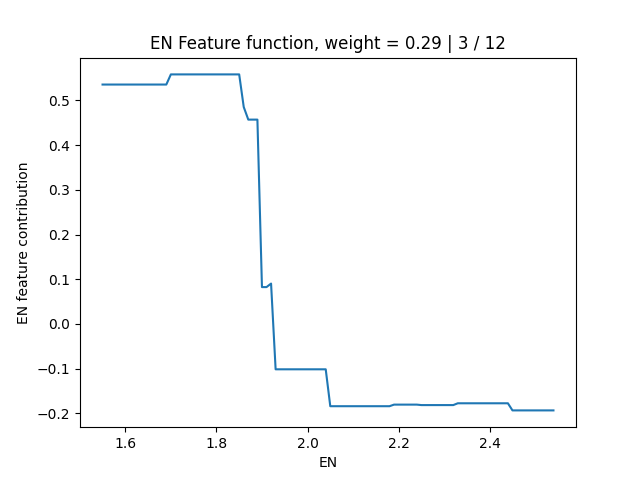 EN Feature function, weight = 0.29 | 3 / 12
EN feature contribution
0.5
0.4
0.3
0.2
0.1
0.0
−0.1
−0.2
1.6 1.8 2.0 2.2 2.4
EN